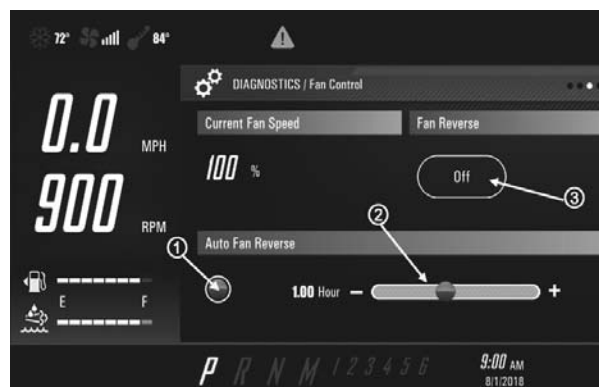 72° 84°
DIAGNOSTICS / Fan Control
Current Fan Speed Fan Reverse
0.0 MPH
100 % Off
3
900 RPM
2
1
Auto Fan Reverse
1.00 Hour – +
E F
P R N M 1 2 3 4 5 6
9:00 AM
8/1/2018